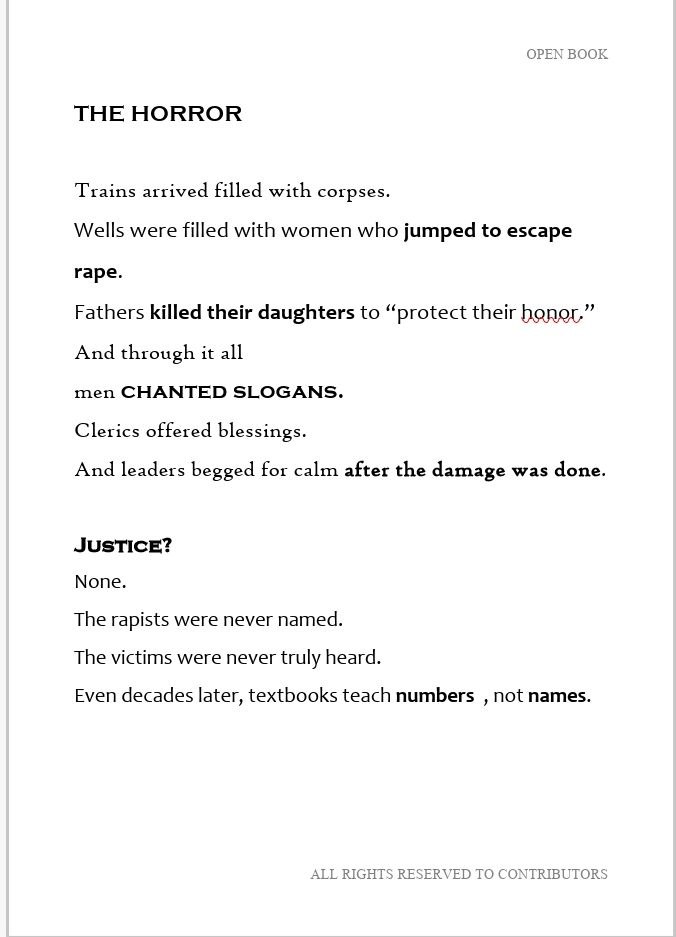 OPEN BOOK
THE HORROR
Trains arrived filled with corpses.
Wells were filled with women who jumped to escape
rape.
Fathers killed their daughters to “protect their honor.”
And through it all
men CHANTED SLOGANS.
Clerics offered blessings.
And leaders begged for calm after the damage was done.
JUSTICE?
None.
The rapists were never named.
The victims were never truly heard.
Even decades later, textbooks teach numbers , not names.
ALL RIGHTS RESERVED TO CONTRIBUTORS